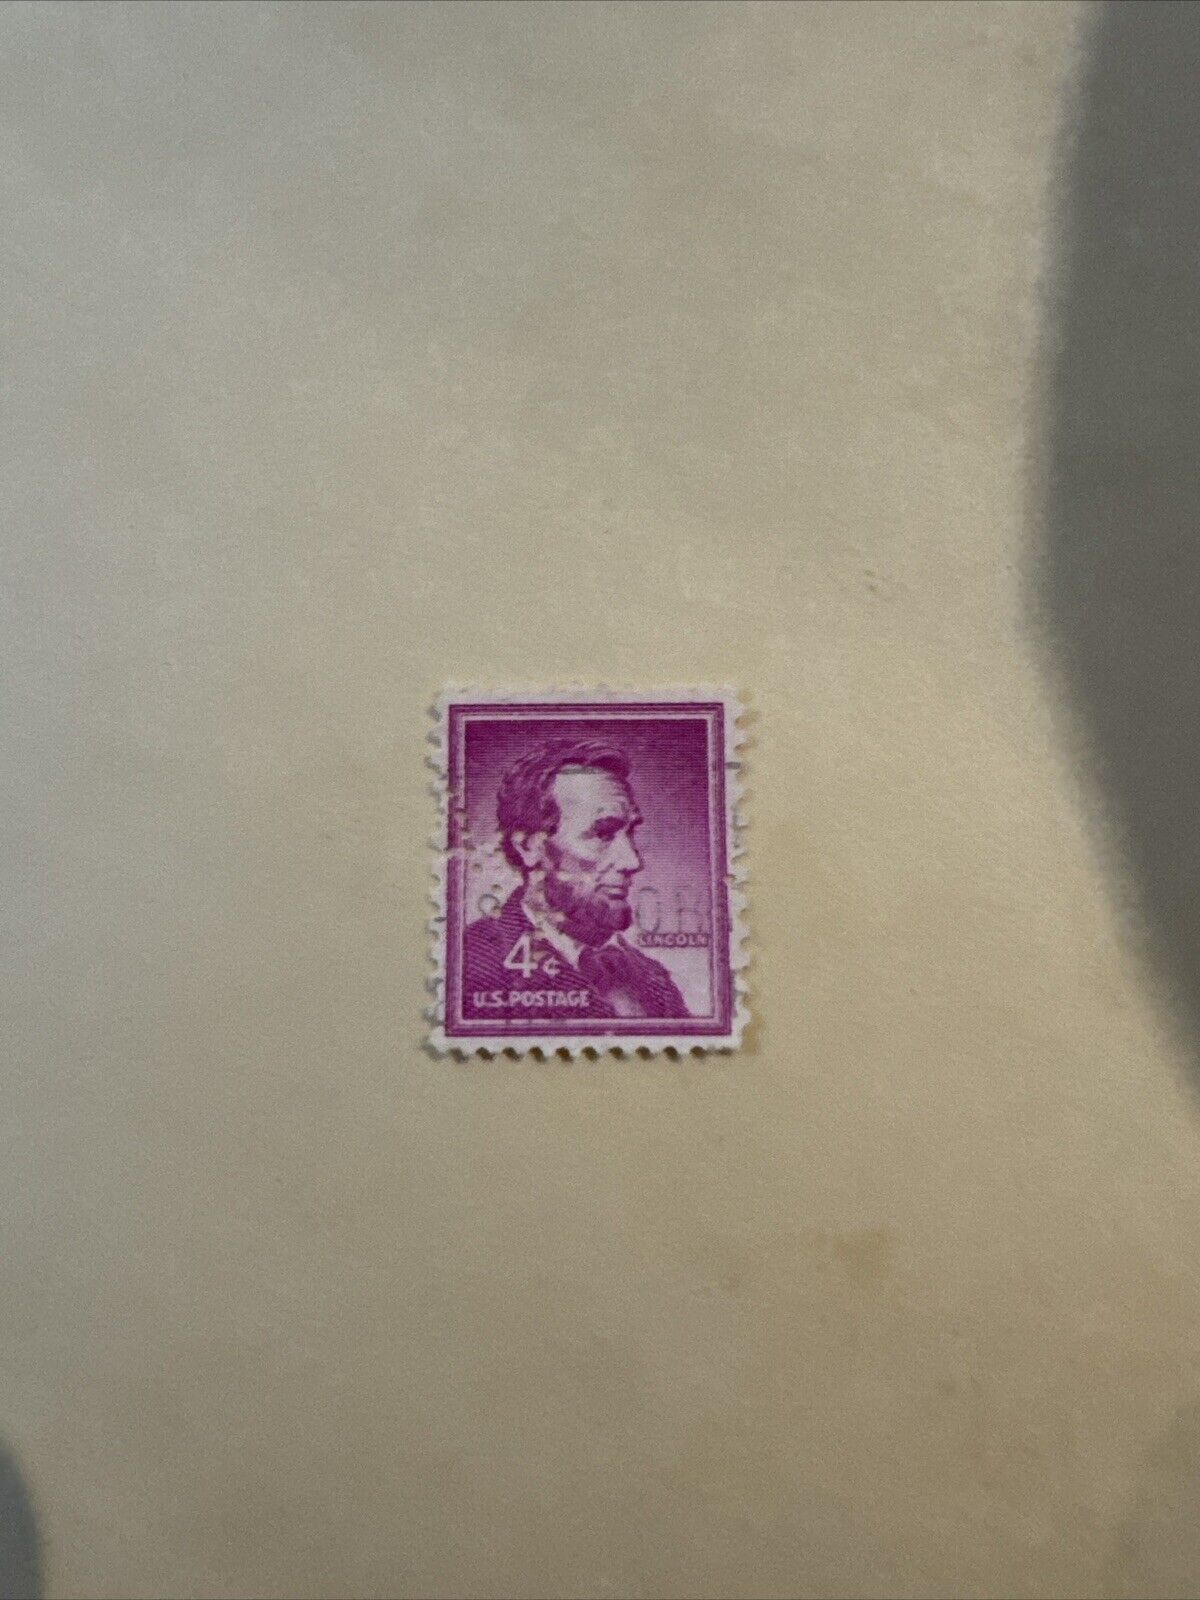 LINCOLN
4¢
U.S. POSTAGE